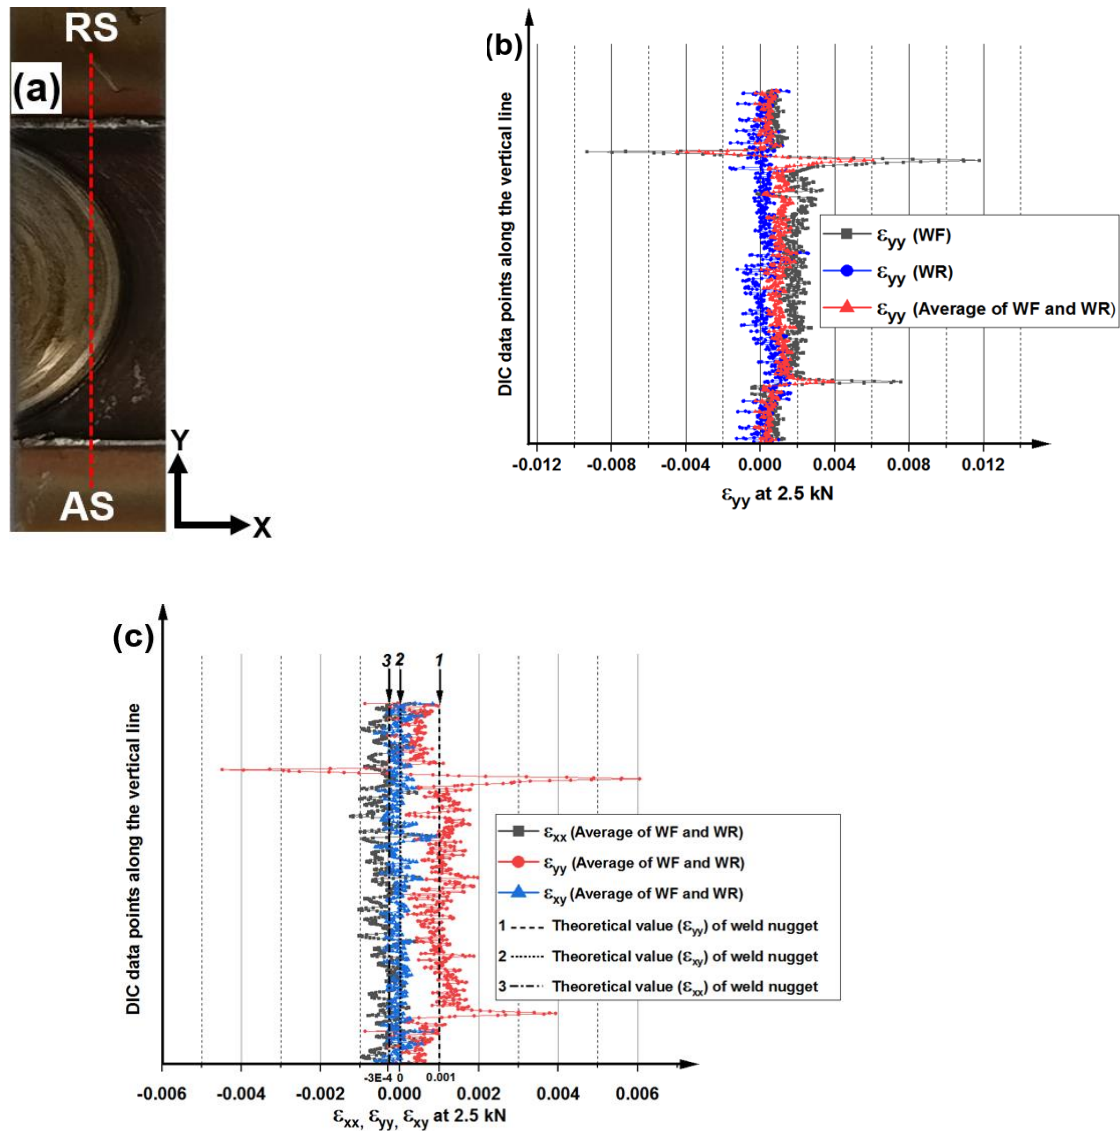 RS
(a)
Y
AS
X
(b)
DIC data points along the vertical line
εyy (WF)
εyy (WR)
εyy (Average of WF and WR)
-0.012 -0.008 -0.004 0.000 0.004 0.008 0.012
εyy at 2.5 kN
(c)
DIC data points along the vertical line
3 2 1
εxx (Average of WF and WR)
εyy (Average of WF and WR)
εxy (Average of WF and WR)
1 Theoretical value (εyy) of weld nugget
2 Theoretical value (εxy) of weld nugget
3 Theoretical value (εxx) of weld nugget
-3E-4 0 0.001
-0.006 -0.004 -0.002 0.000 0.002 0.004 0.006
εxx, εyy, εxy at 2.5 kN